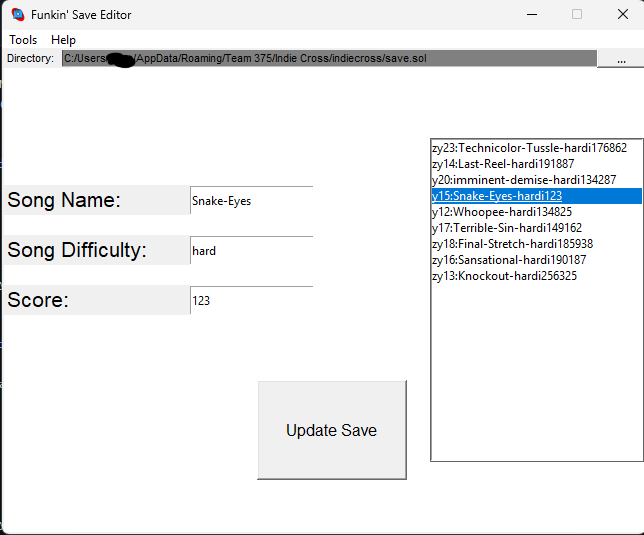 Funkin' Save Editor
Tools Help
Directory: C:/Users/ /AppData/Roaming/Team 375/Indie Cross/indiecross/save.sol ...
Song Name: Snake-Eyes
Song Difficulty: hard
Score: 123
Update Save
zy23:Technicolor-Tussle-hardi176862
zy14:Last-Reel-hardi191887
y20:imminent-demise-hardi134287
y15:Snake-Eyes-hardi123
y12:Whoopee-hardi134825
y17:Terrible-Sin-hardi149162
zy18:Final-Stretch-hardi185938
zy16:Sansational-hardi190187
zy13:Knockout-hardi256325